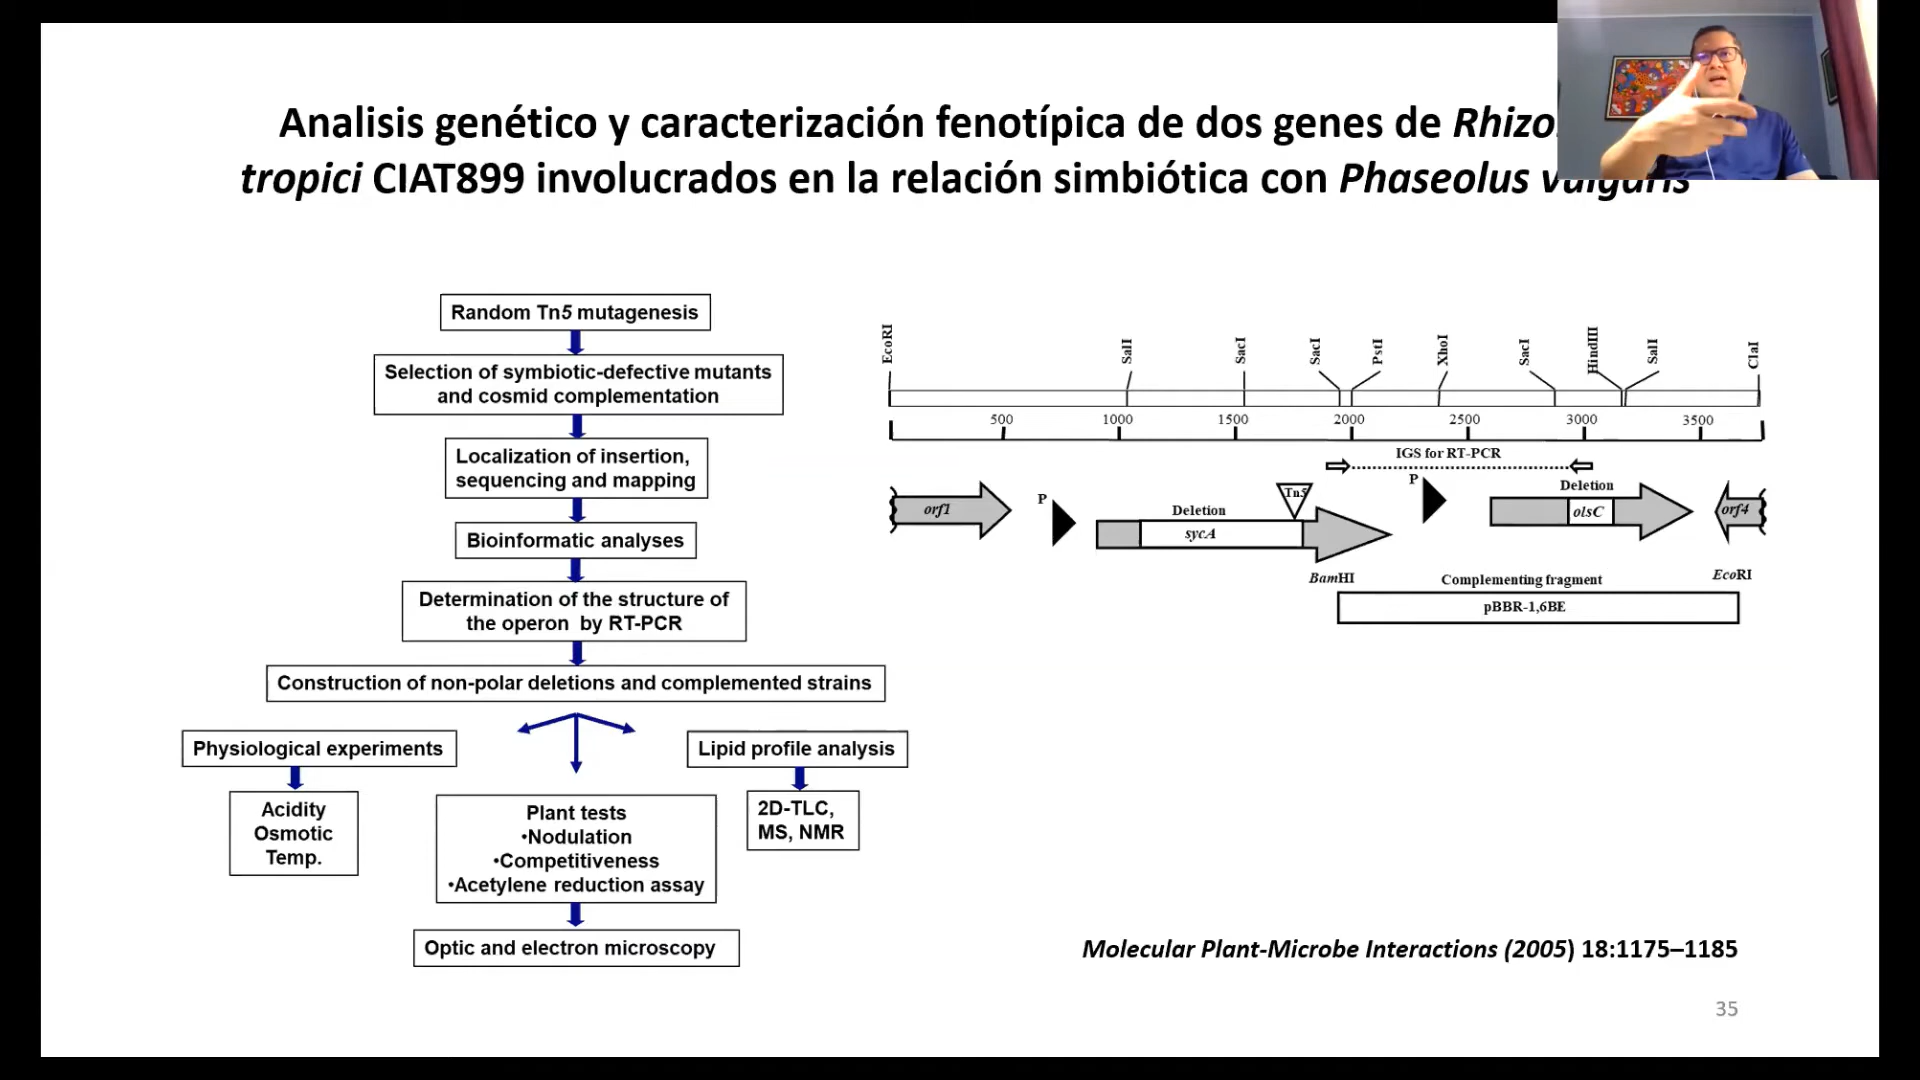 Analisis genético y caracterización fenotípica de dos genes de
tropici CIAT899 involucrados en la relación simbiótica con Phaseolus vulgaris
Random Tn5 mutagenesis
Selection of symbiotic-defective mutants
and cosmid complementation
Localization of insertion,
sequencing and mapping
Bioinformatic analyses
Determination of the structure of
the operon by RT-PCR
Construction of non-polar deletions and complemented strains
Physiological experiments
Acidity
Osmotic
Temp.
Plant tests
•Nodulation
•Competitiveness
•Acetylene reduction assay
Optic and electron microscopy
Lipid profile analysis
2D-TLC,
MS, NMR
EcoRI SalI SacI SacI PstI XhoI SacI HindIII SalI ClaI
500 1000 1500 2000 2500 3000 3500
IGS for RT-PCR
orf1
P
Deletion
sycA
Tn5
P
Deletion
olsC
orf4
BamHI
Complementing fragment
EcoRI
pBBR-1,6BE
Molecular Plant-Microbe Interactions (2005) 18:1175–1185
35